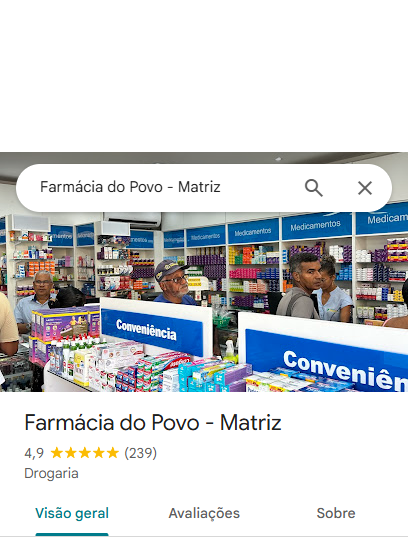 Farmácia do Povo - Matriz
Medicamentos
Medicamentos
Medicamentos
Medicamentos
Conveniência
Farmácia do Povo - Matriz
4,9 ★★★★★ (239)
Drogaria
Visão geral
Avaliações
Sobre